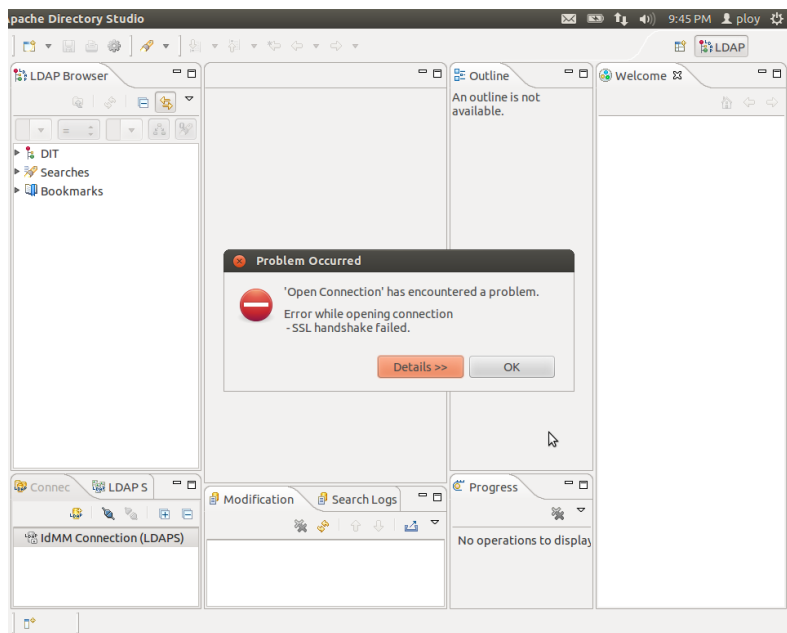 Apache Directory Studio
9:45 PM ploy
LDAP
LDAP Browser
Outline
Welcome
An outline is not
available.
=
DIT
Searches
Bookmarks
Problem Occurred
'Open Connection' has encountered a problem.
Error while opening connection
- SSL handshake failed.
Details >>
OK
Connec
LDAP S
Modification
Search Logs
Progress
IdMM Connection (LDAPS)
No operations to display